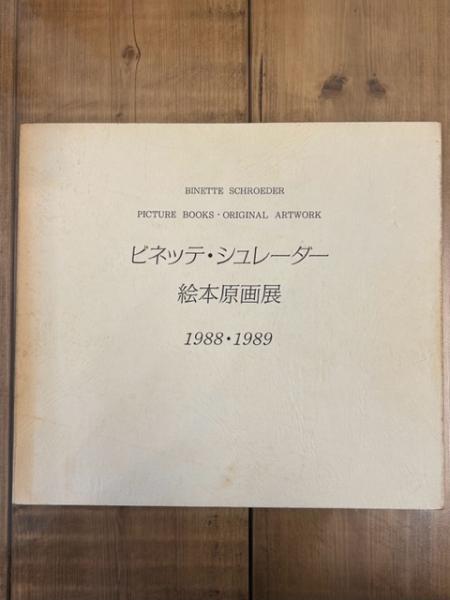 BINETTE SCHROEDER
PICTURE BOOKS・ORIGINAL ARTWORK
ビネッテ・シュレーダー
絵本原画展
1988・1989